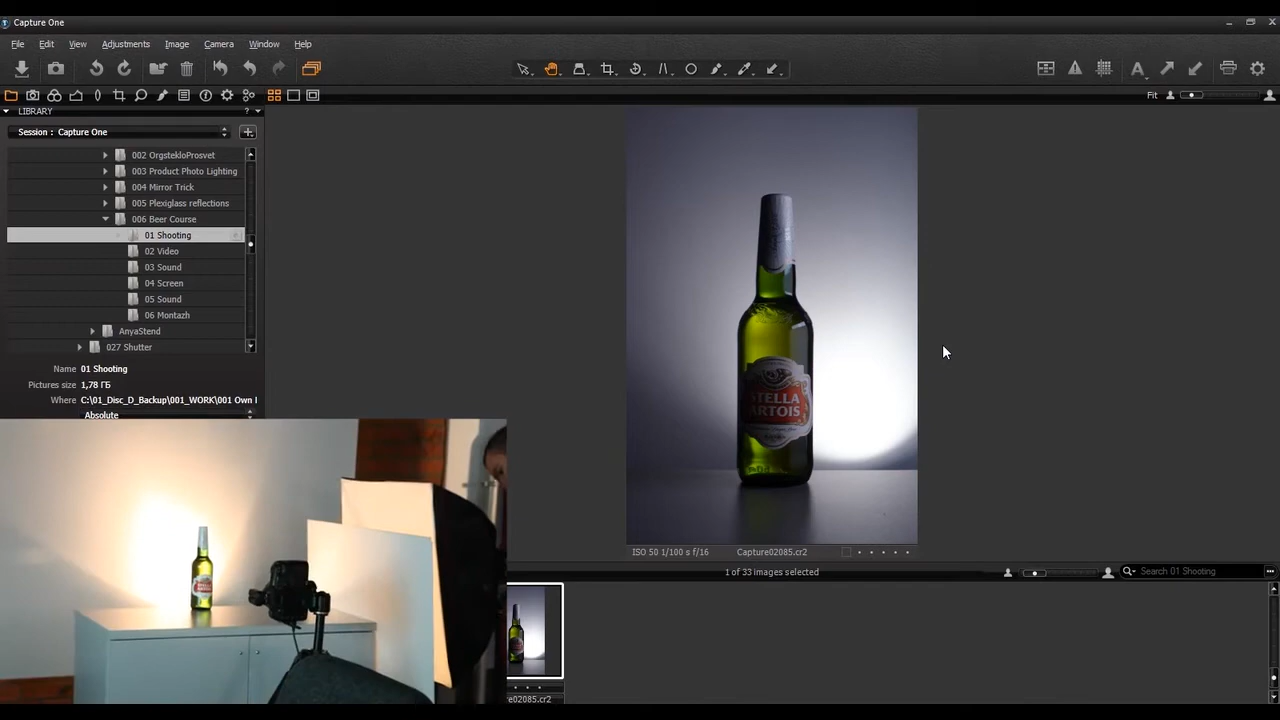 Capture One
File Edit View Adjustments Image Camera Window Help
Fit
LIBRARY ?
Session : Capture One
002 OrgstekloProsvet
003 Product Photo Lighting
004 Mirror Trick
005 Plexiglass reflections
006 Beer Course
01 Shooting
02 Video
03 Sound
04 Screen
05 Sound
06 Montazh
AnyaStend
027 Shutter
Name 01 Shooting
Pictures size 1,78 ГБ
Where C:\01_Disc_D_Backup\001_WORK\001 Own
Absolute
STELLA
ARTOIS
ISO 50 1/100 s f/16 Capture02085.cr2
1 of 33 images selected
Search 01 Shooting
e02085.cr2